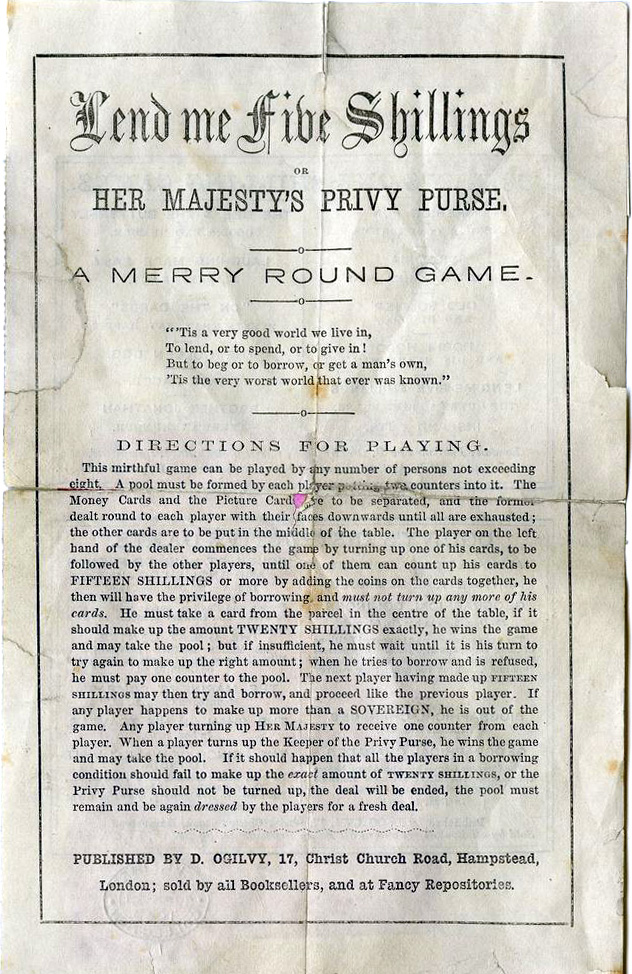 Lend me Five Shillings
OR
HER MAJESTY'S PRIVY PURSE.
A MERRY ROUND GAME.
"'Tis a very good world we live in,
To lend, or to spend, or to give in!
But to beg or to borrow, or get a man's own,
'Tis the very worst world that ever was known."
DIRECTIONS FOR PLAYING.
This mirthful game can be played by any number of persons not exceeding
eight. A pool must be formed by each player putting two counters into it. The
Money Cards and the Picture Cards are to be separated, and the former
dealt round to each player with their faces downwards until all are exhausted;
the other cards are to be put in the middle of the table. The player on the left
hand of the dealer commences the game by turning up one of his cards, to be
followed by the other players, until one of them can count up his cards to
FIFTEEN SHILLINGS or more by adding the coins on the cards together, he
then will have the privilege of borrowing, and must not turn up any more of his
cards. He must take a card from the parcel in the centre of the table, if it
should make up the amount TWENTY SHILLINGS exactly, he wins the game
and may take the pool; but if insufficient, he must wait until it is his turn to
try again to make up the right amount; when he tries to borrow and is refused,
he must pay one counter to the pool. The next player having made up FIFTEEN
SHILLINGS may then try and borrow, and proceed like the previous player. If
any player happens to make up more than a SOVEREIGN, he is out of the
game. Any player turning up HER MAJESTY to receive one counter from each
player. When a player turns up the Keeper of the Privy Purse, he wins the game
and may take the pool. If it should happen that all the players in a borrowing
condition should fail to make up the exact amount of TWENTY SHILLINGS, or the
Privy Purse should not be turned up, the deal will be ended, the pool must
remain and be again dressed by the players for a fresh deal.
PUBLISHED BY D. OGILVY, 17, Christ Church Road, Hampstead,
London; sold by all Booksellers, and at Fancy Repositories.